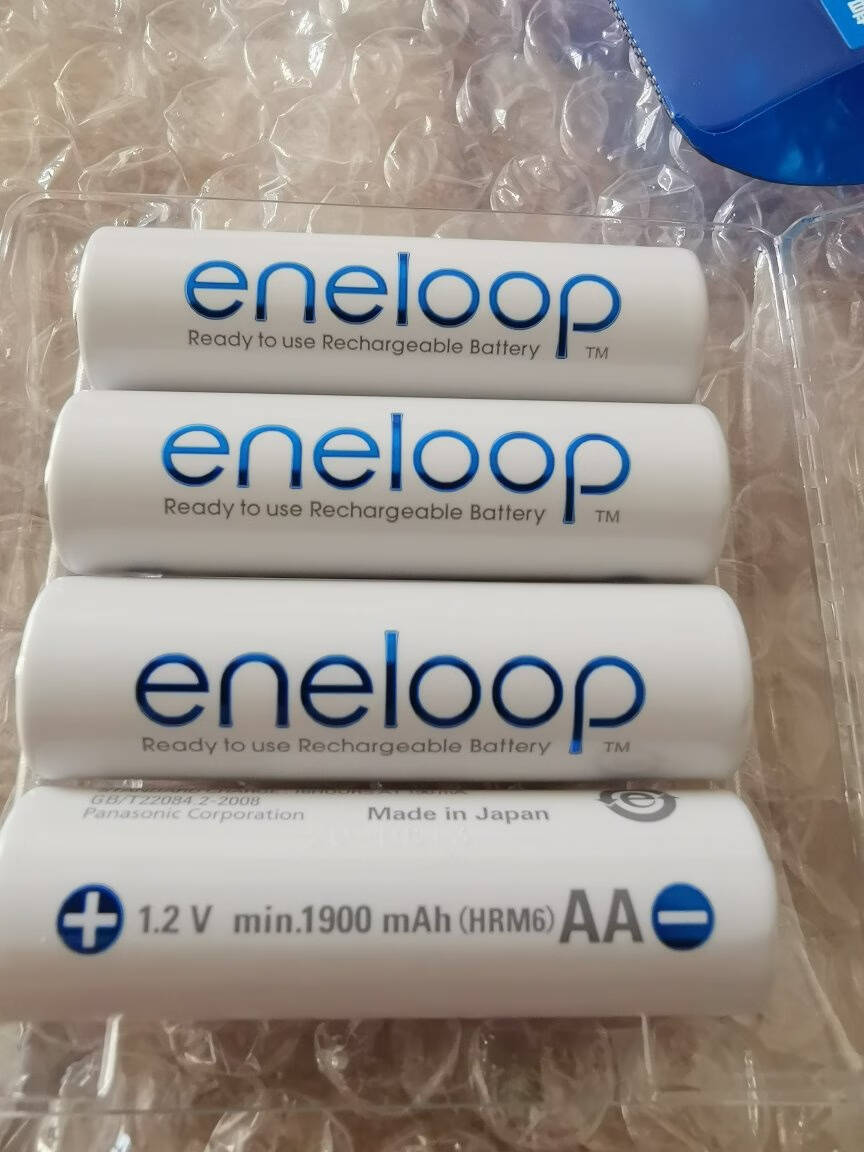 eneloop
Ready to use Rechargeable Battery TM
eneloop
Ready to use Rechargeable Battery TM
eneloop
Ready to use Rechargeable Battery TM
GB/T22084.2-2008
Panasonic Corporation Made in Japan
+ 1.2 V min.1900 mAh (HRM6) AA −